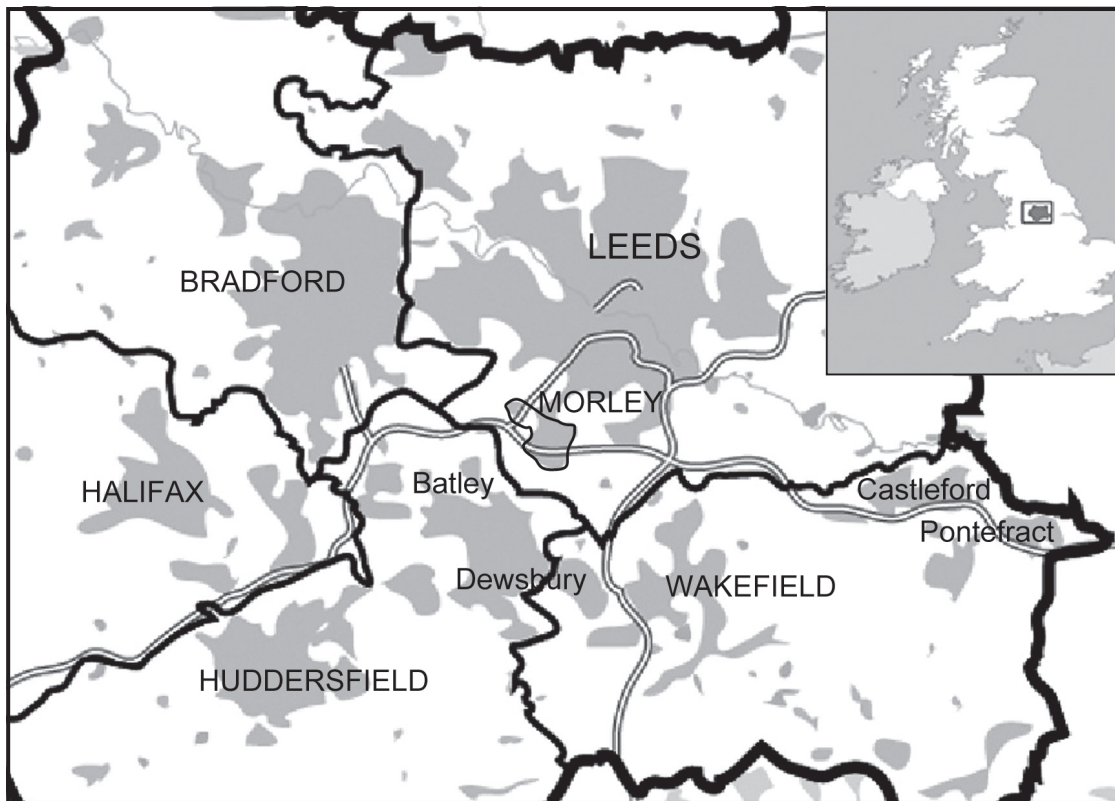 LEEDS
BRADFORD
MORLEY
HALIFAX
Batley
Castleford
Pontefract
Dewsbury
WAKEFIELD
HUDDERSFIELD